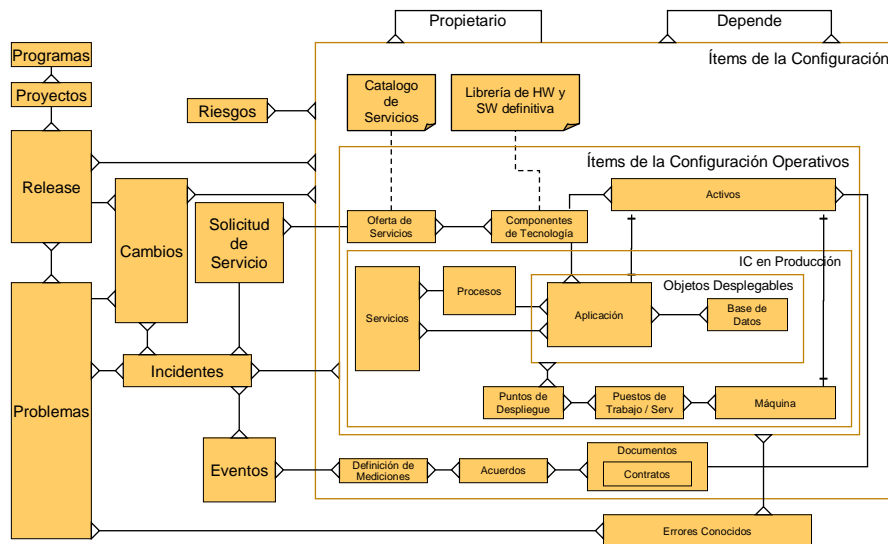 Propietario
Depende
Ítems de la Configuración
Programas
Proyectos
Catalogo
de
Servicios
Librería de HW y
SW definitiva
Riesgos
Release
Ítems de la Configuración Operativos
Activos
Cambios
Solicitud
de
Servicio
Oferta de
Servicios
Componentes
de Tecnología
IC en Producción
Objetos Desplegables
Procesos
Servicios
Aplicación
Base de
Datos
Incidentes
Problemas
Puntos de
Despliegue
Puestos de
Trabajo / Serv
Máquina
Eventos
Definición de
Mediciones
Acuerdos
Documentos
Contratos
Errores Conocidos